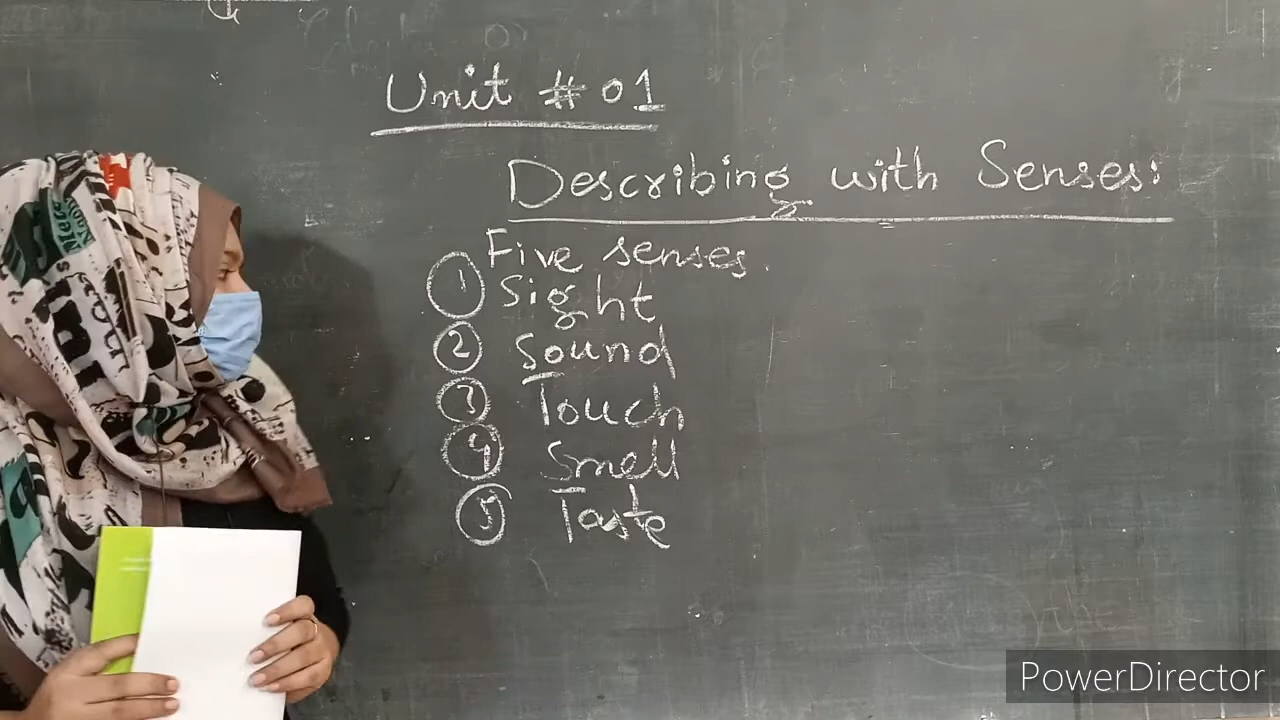 Unit # 01
Describing with Senses:
Five senses.
① Sight
② Sound
③ Touch
④ Smell
⑤ Taste
PowerDirector